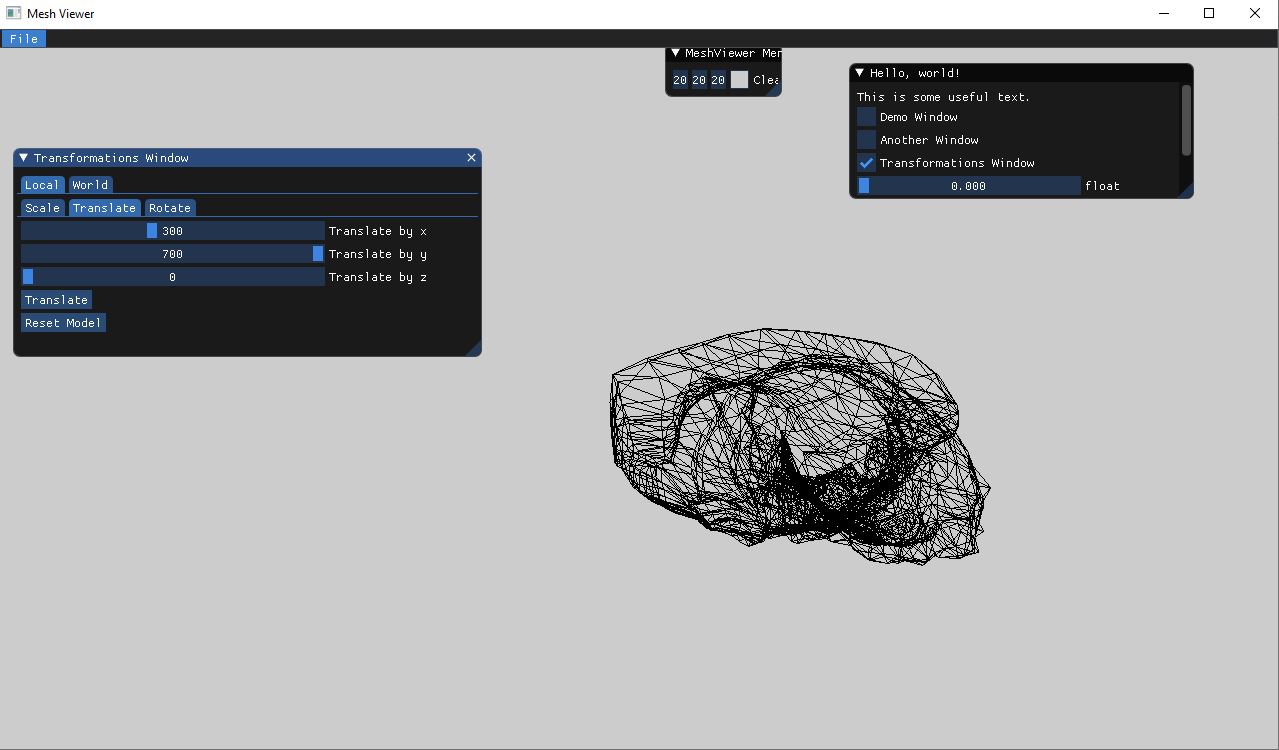 Mesh Viewer
File
MeshViewer Mer
20 20 20 Clea
Hello, world!
This is some useful text.
Demo Window
Another Window
Transformations Window
0.000 float
Transformations Window
Local World
Scale Translate Rotate
300 Translate by x
700 Translate by y
0 Translate by z
Translate
Reset Model